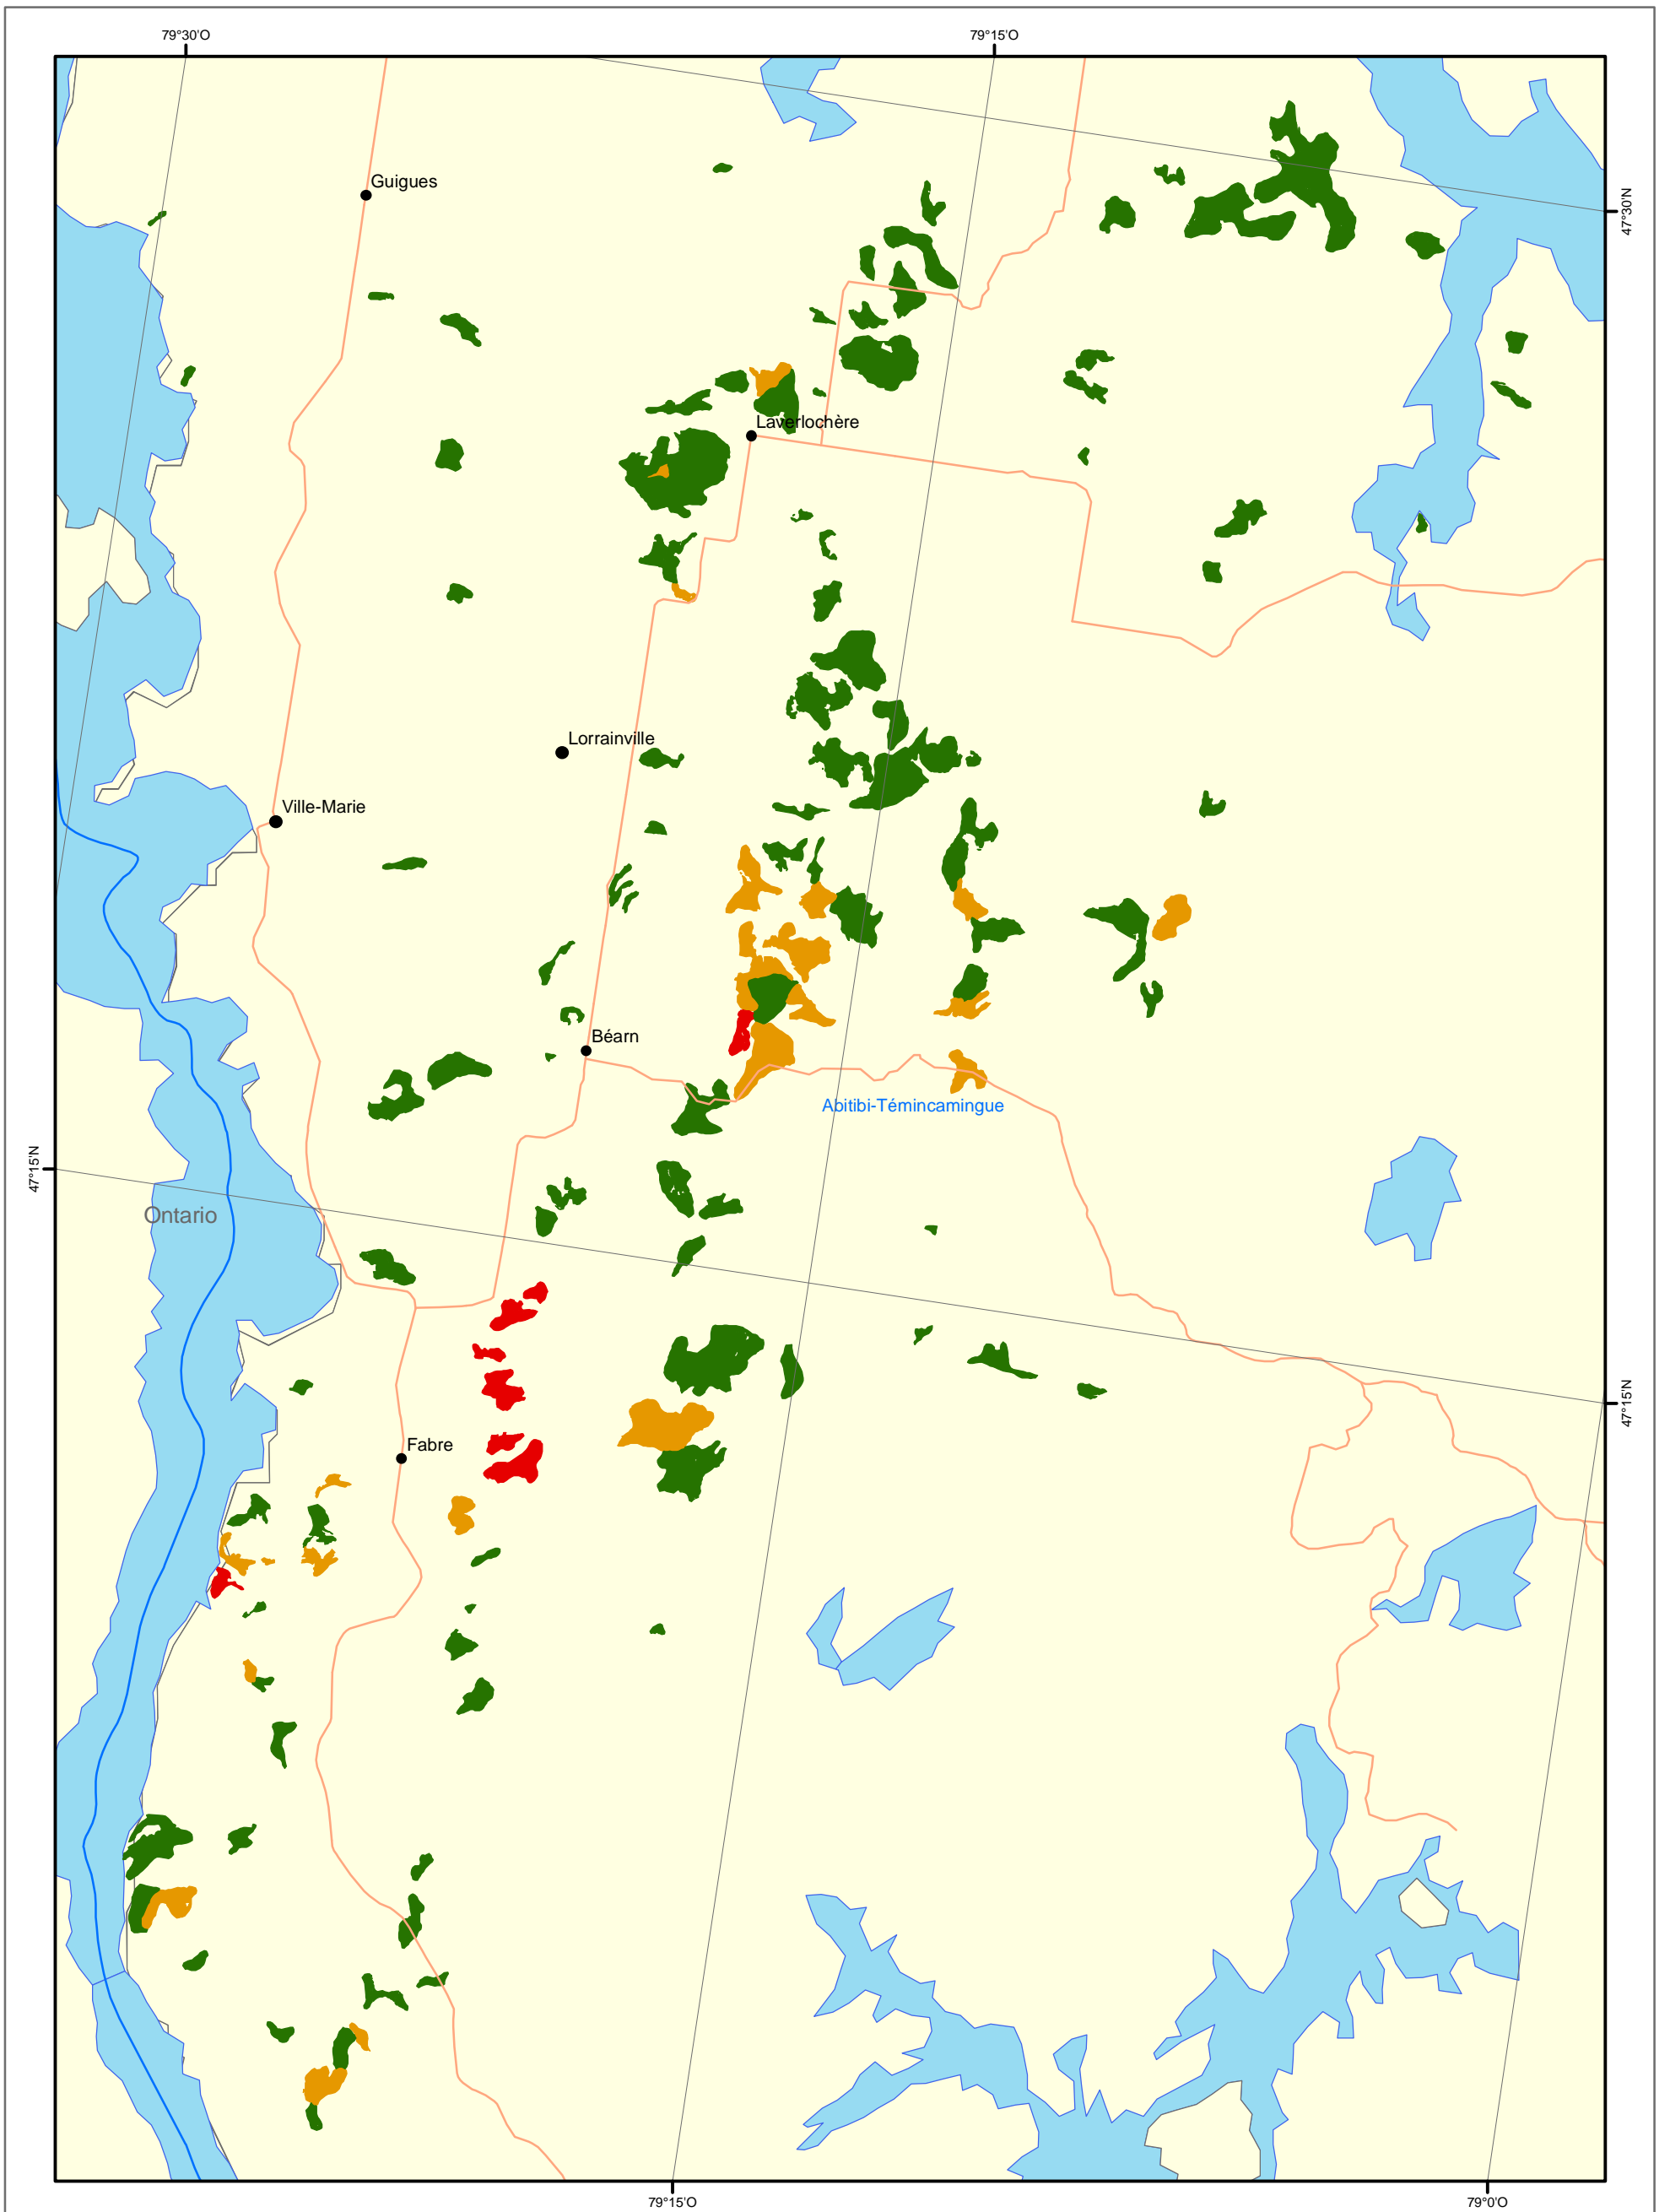 79°30'O
79°15'O
Guigues
47°30'N
Laverlochère
Lorrainville
Ville-Marie
Béarn
Abitibi-Témincamingue
47°15'N
Ontario
47°15'N
Fabre
79°15'O
79°0'O